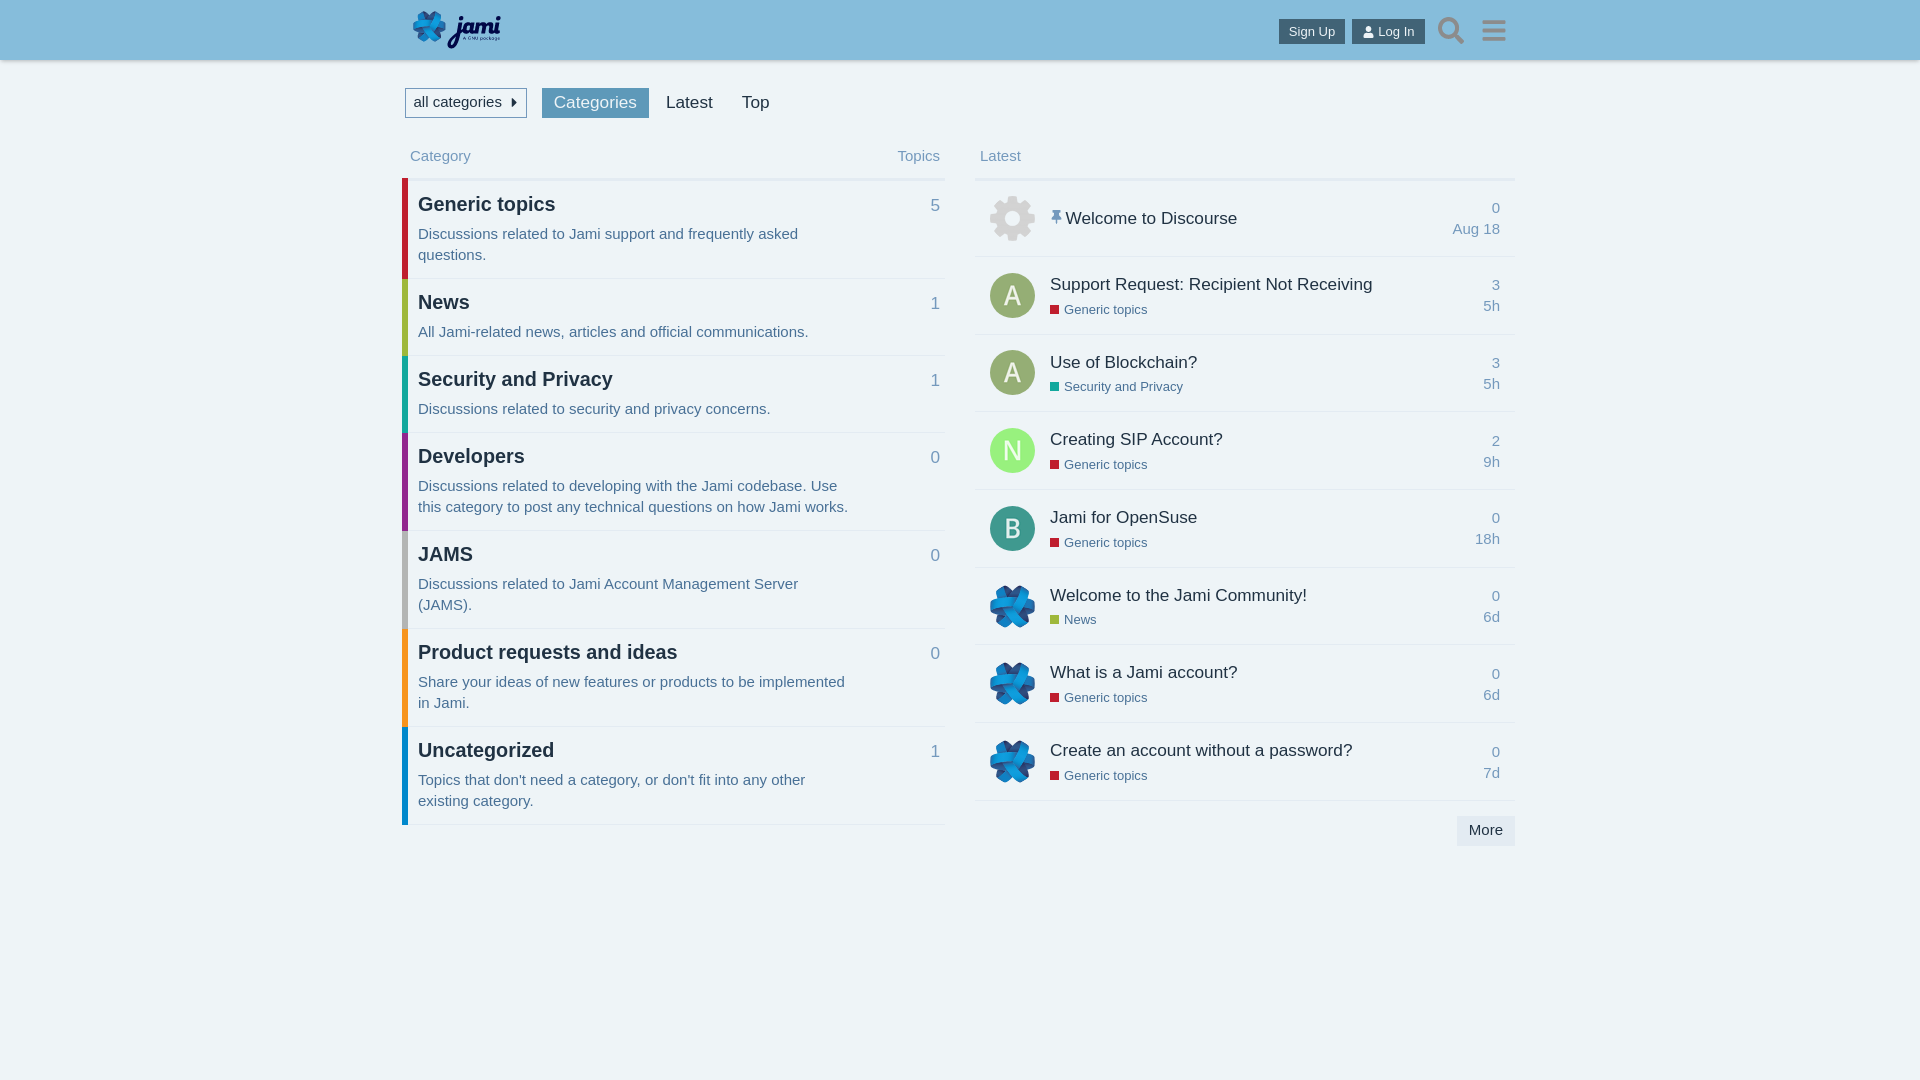 jami
A GNU package
Sign Up
Log In
all categories
Categories
Latest
Top
Category
Topics
Generic topics
5
Discussions related to Jami support and frequently asked
questions.
News
1
All Jami-related news, articles and official communications.
Security and Privacy
1
Discussions related to security and privacy concerns.
Developers
0
Discussions related to developing with the Jami codebase. Use
this category to post any technical questions on how Jami works.
JAMS
0
Discussions related to Jami Account Management Server
(JAMS).
Product requests and ideas
0
Share your ideas of new features or products to be implemented
in Jami.
Uncategorized
1
Topics that don't need a category, or don't fit into any other
existing category.
Latest
Welcome to Discourse
0
Aug 18
A
Support Request: Recipient Not Receiving
3
Generic topics
5h
A
Use of Blockchain?
3
Security and Privacy
5h
N
Creating SIP Account?
2
Generic topics
9h
B
Jami for OpenSuse
0
Generic topics
18h
Welcome to the Jami Community!
0
News
6d
What is a Jami account?
0
Generic topics
6d
Create an account without a password?
0
Generic topics
7d
More